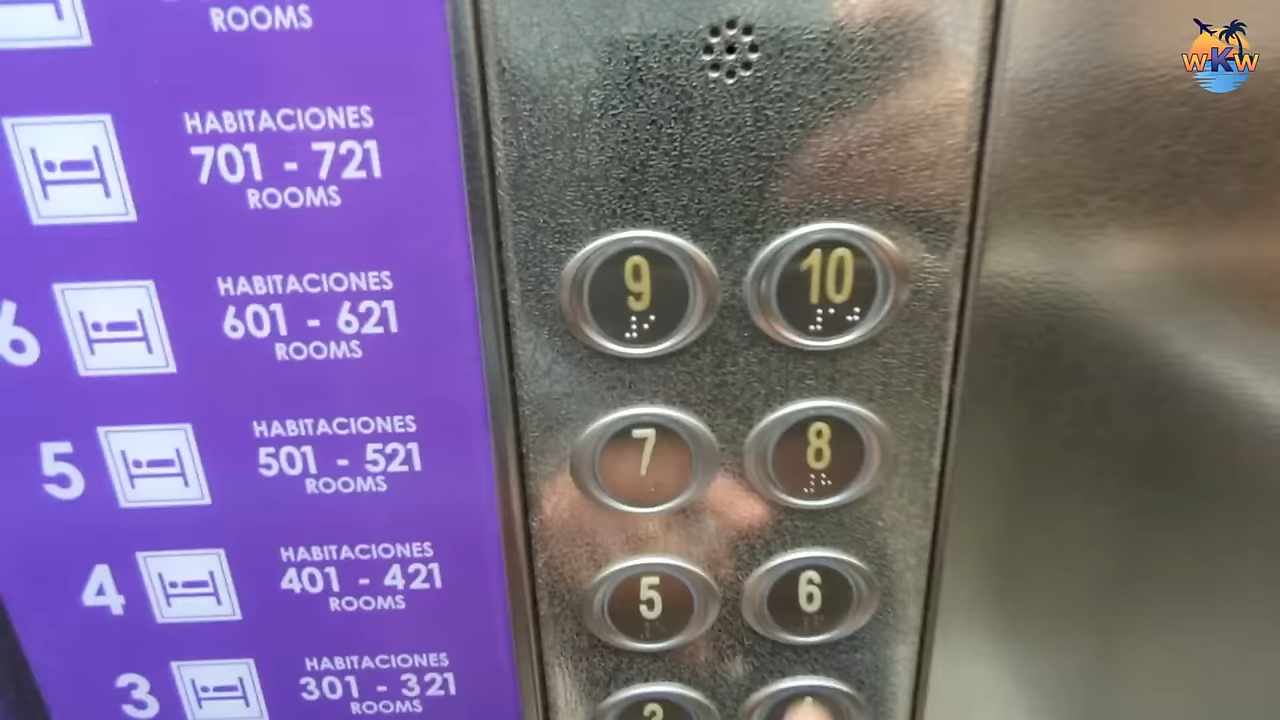 ROOMS
HABITACIONES
701 - 721
ROOMS
6
HABITACIONES
601 - 621
ROOMS
5
HABITACIONES
501 - 521
ROOMS
4
HABITACIONES
401 - 421
ROOMS
3
HABITACIONES
301 - 321
ROOMS
9
10
7
8
5
6
3
WKW